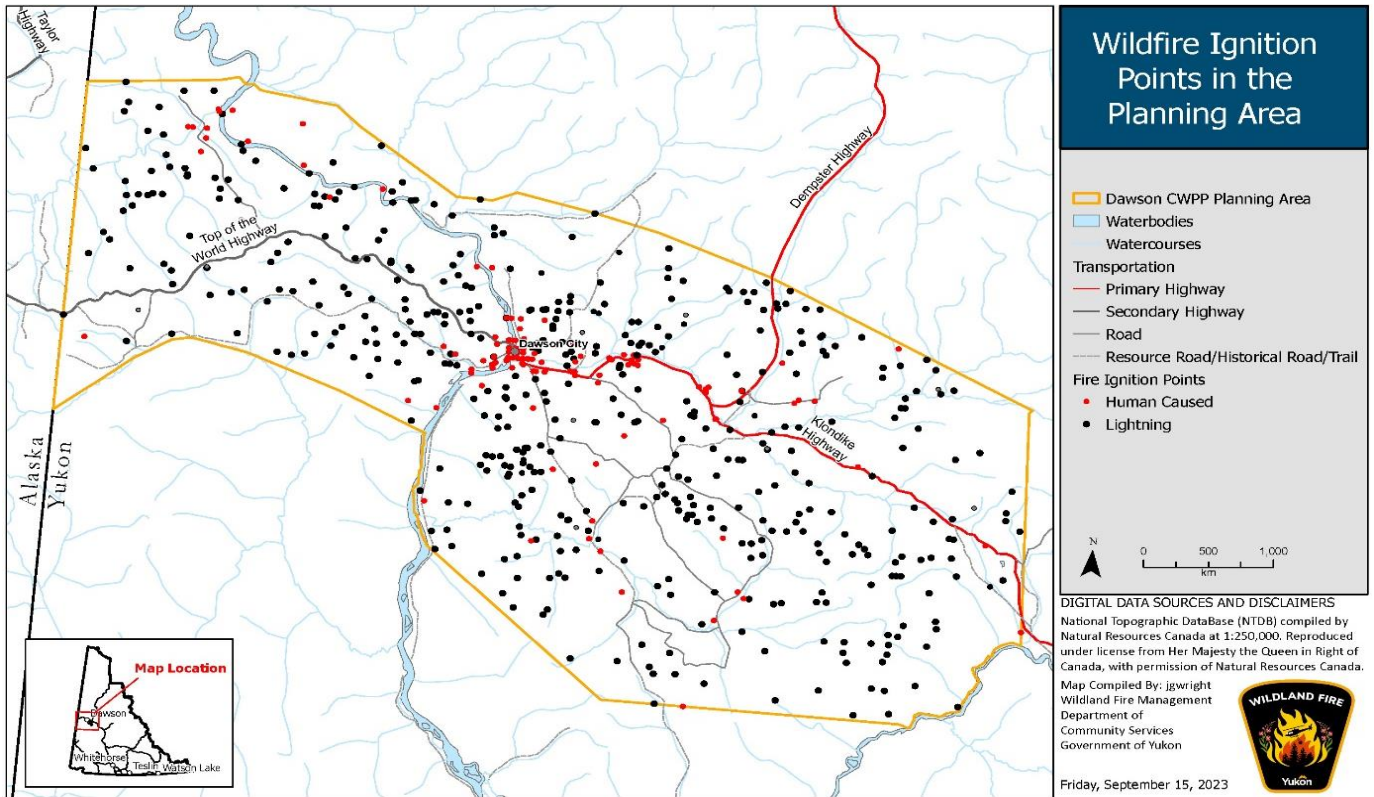 Taylor
Highway
Dempster Highway
Top of the
World Highway
Dawson City
Klondike
Highway
Alaska
Yukon
Map Location
Dawson
Whitehorse
Teslin
Watson Lake
Wildfire Ignition
Points in the
Planning Area
Dawson CWPP Planning Area
Waterbodies
Watercourses
Transportation
Primary Highway
Secondary Highway
Road
Resource Road/Historical Road/Trail
Fire Ignition Points
Human Caused
Lightning
N
0 500 1,000
km
DIGITAL DATA SOURCES AND DISCLAIMERS
National Topographic DataBase (NTDB) compiled by
Natural Resources Canada at 1:250,000. Reproduced
under license from Her Majesty the Queen in Right of
Canada, with permission of Natural Resources Canada.
Map Compiled By: jgwright
Wildland Fire Management
Department of
Community Services
Government of Yukon
Friday, September 15, 2023
WILDLAND FIRE
Yukon